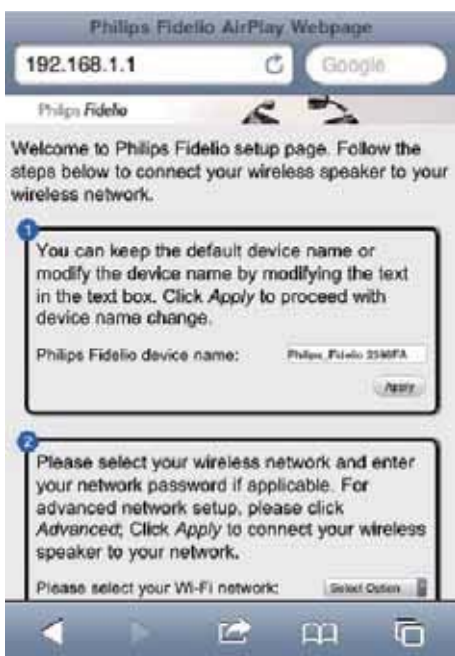 Philips Fidelio AirPlay Webpage
192.168.1.1
Google
Philips Fidelio
Welcome to Philips Fidelio setup page. Follow the
steps below to connect your wireless speaker to your
wireless network.
1
You can keep the default device name or
modify the device name by modifying the text
in the text box. Click Apply to proceed with
device name change.
Philips Fidelio device name:
Philips_Fidelio
Apply
2
Please select your wireless network and enter
your network password if applicable. For
advanced network setup, please click
Advanced; Click Apply to connect your wireless
speaker to your network.
Please select your Wi-Fi network:
Select Option